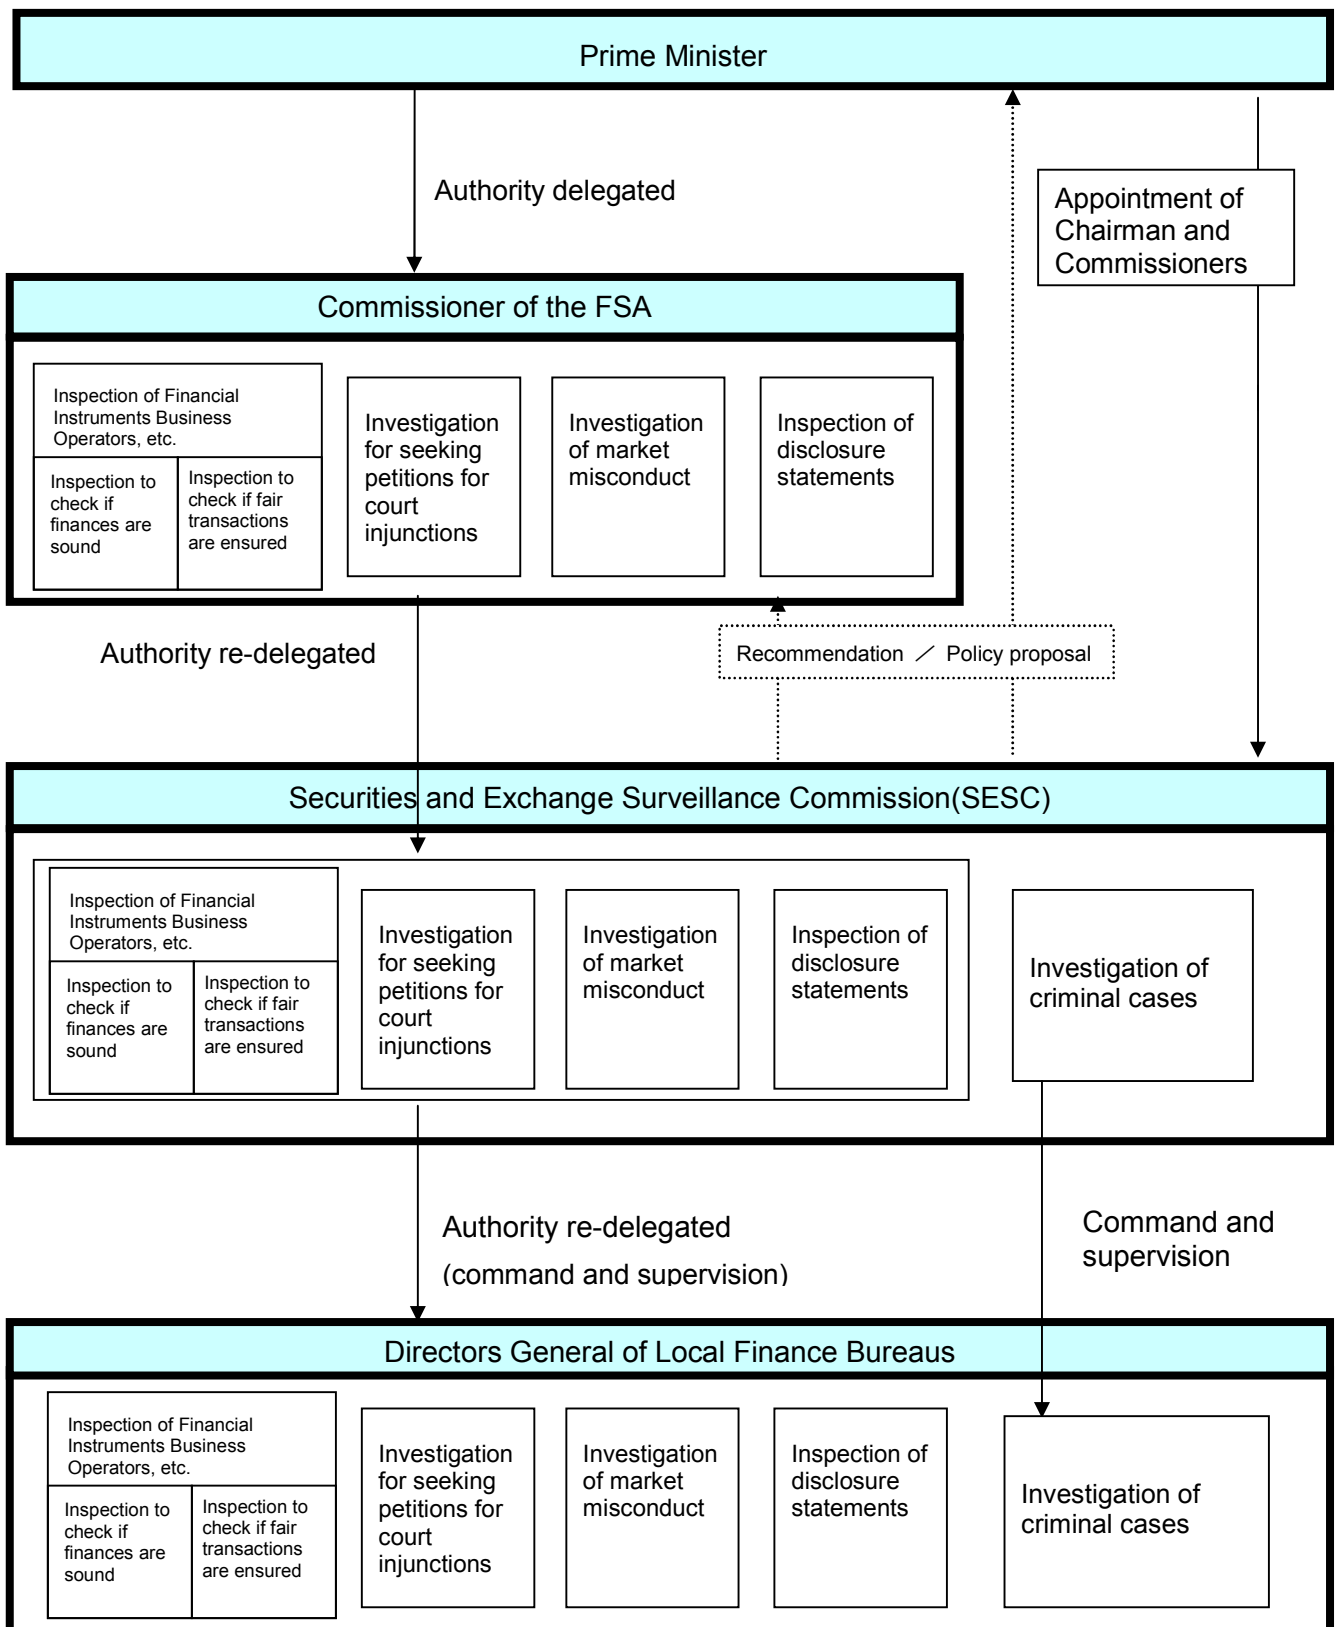 Prime Minister
Authority delegated
Appointment of
Chairman and
Commissioners
Commissioner of the FSA
Inspection of Financial
Instruments Business
Operators, etc.
Inspection to
check if
finances are
sound
Inspection to
check if fair
transactions
are ensured
Investigation
for seeking
petitions for
court
injunctions
Investigation
of market
misconduct
Inspection of
disclosure
statements
Authority re-delegated
Recommendation ／ Policy proposal
Securities and Exchange Surveillance Commission(SESC)
Inspection of Financial
Instruments Business
Operators, etc.
Inspection to
check if
finances are
sound
Inspection to
check if fair
transactions
are ensured
Investigation
for seeking
petitions for
court
injunctions
Investigation
of market
misconduct
Inspection of
disclosure
statements
Investigation of
criminal cases
Authority re-delegated
(command and supervision)
Command and
supervision
Directors General of Local Finance Bureaus
Inspection of Financial
Instruments Business
Operators, etc.
Inspection to
check if
finances are
sound
Inspection to
check if fair
transactions
are ensured
Investigation
for seeking
petitions for
court
injunctions
Investigation
of market
misconduct
Inspection of
disclosure
statements
Investigation of
criminal cases